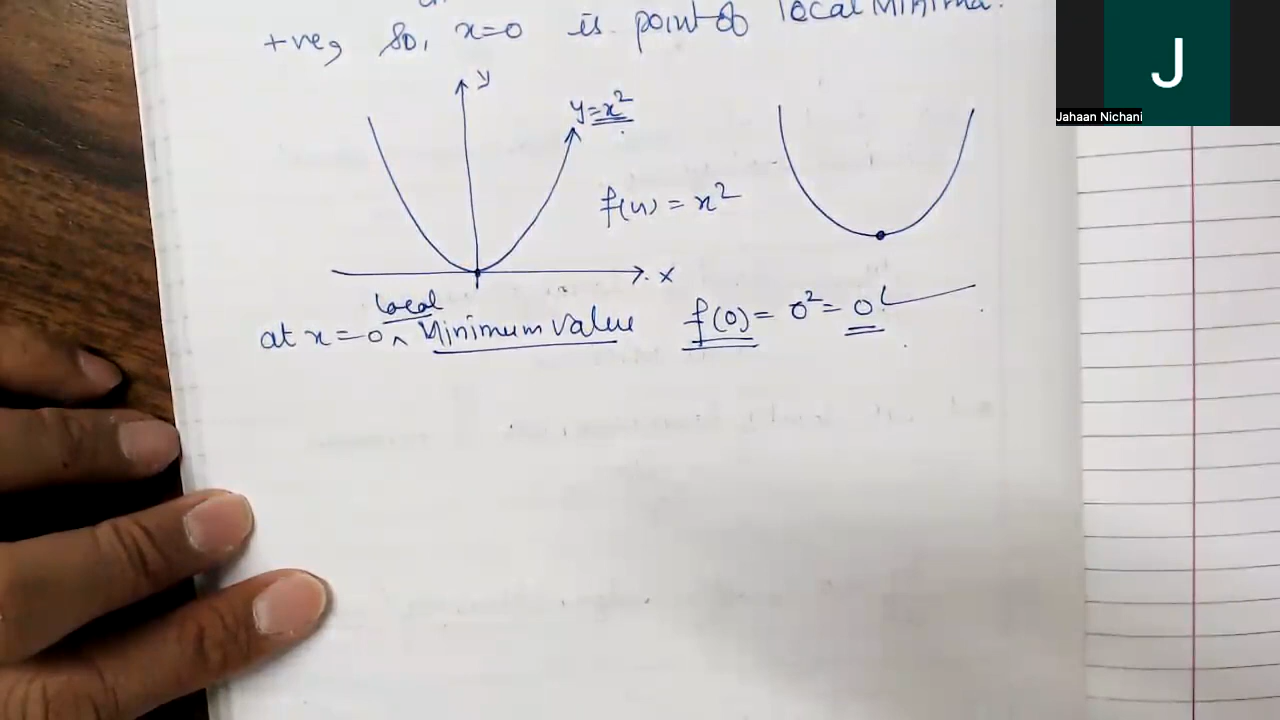 +ve, So, x=0 is point of local Minima.
y
y=x²
f(x) = x²
x
local
at x=0 ^ Minimum value f(0) = 0² = 0
J
Jahaan Nichani